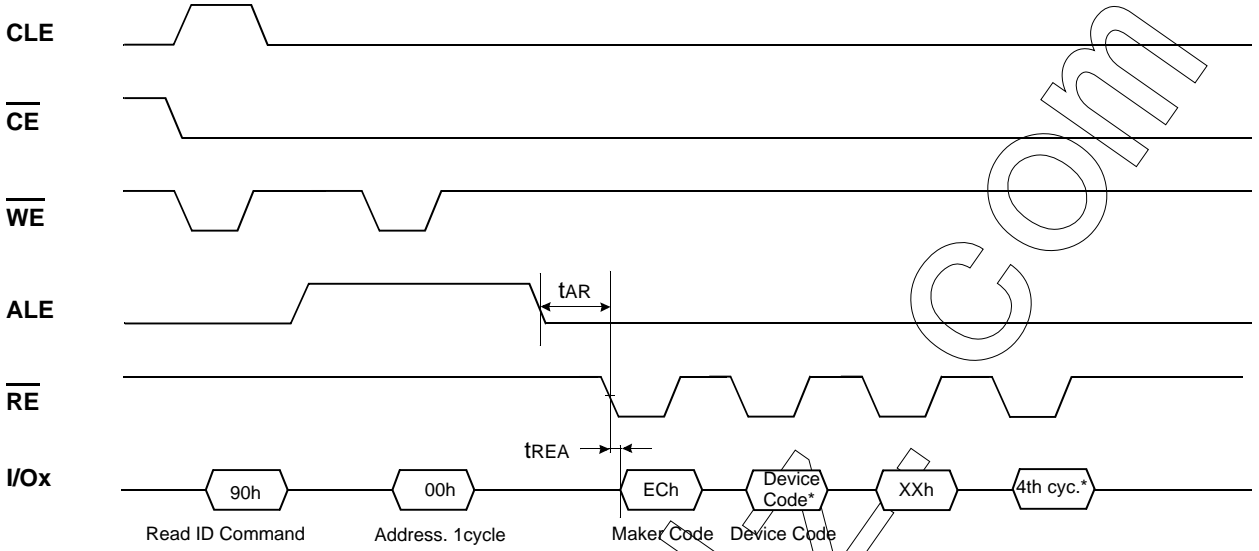 CLE
CE
WE
ALE
tAR
RE
tREA
I/Ox
90h
00h
ECh
Device
Code*
XXh
4th cyc.*
Read ID Command
Address. 1cycle
Maker Code
Device Code
com